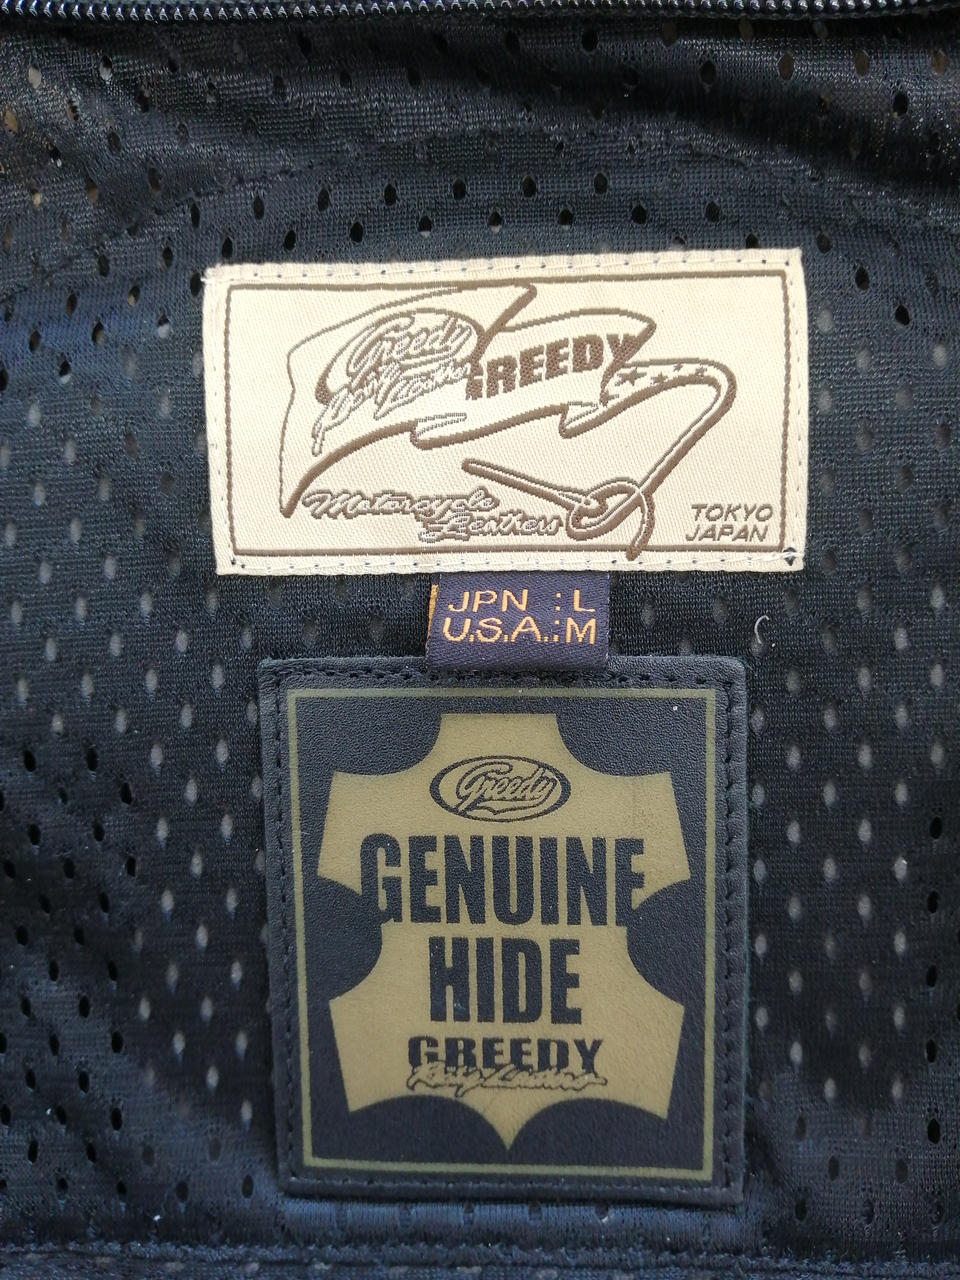 Greedy
GREEDY
Motorcycle
Leathers
TOKYO
JAPAN
JPN : L
U.S.A. : M
Greedy
GENUINE
HIDE
GREEDY